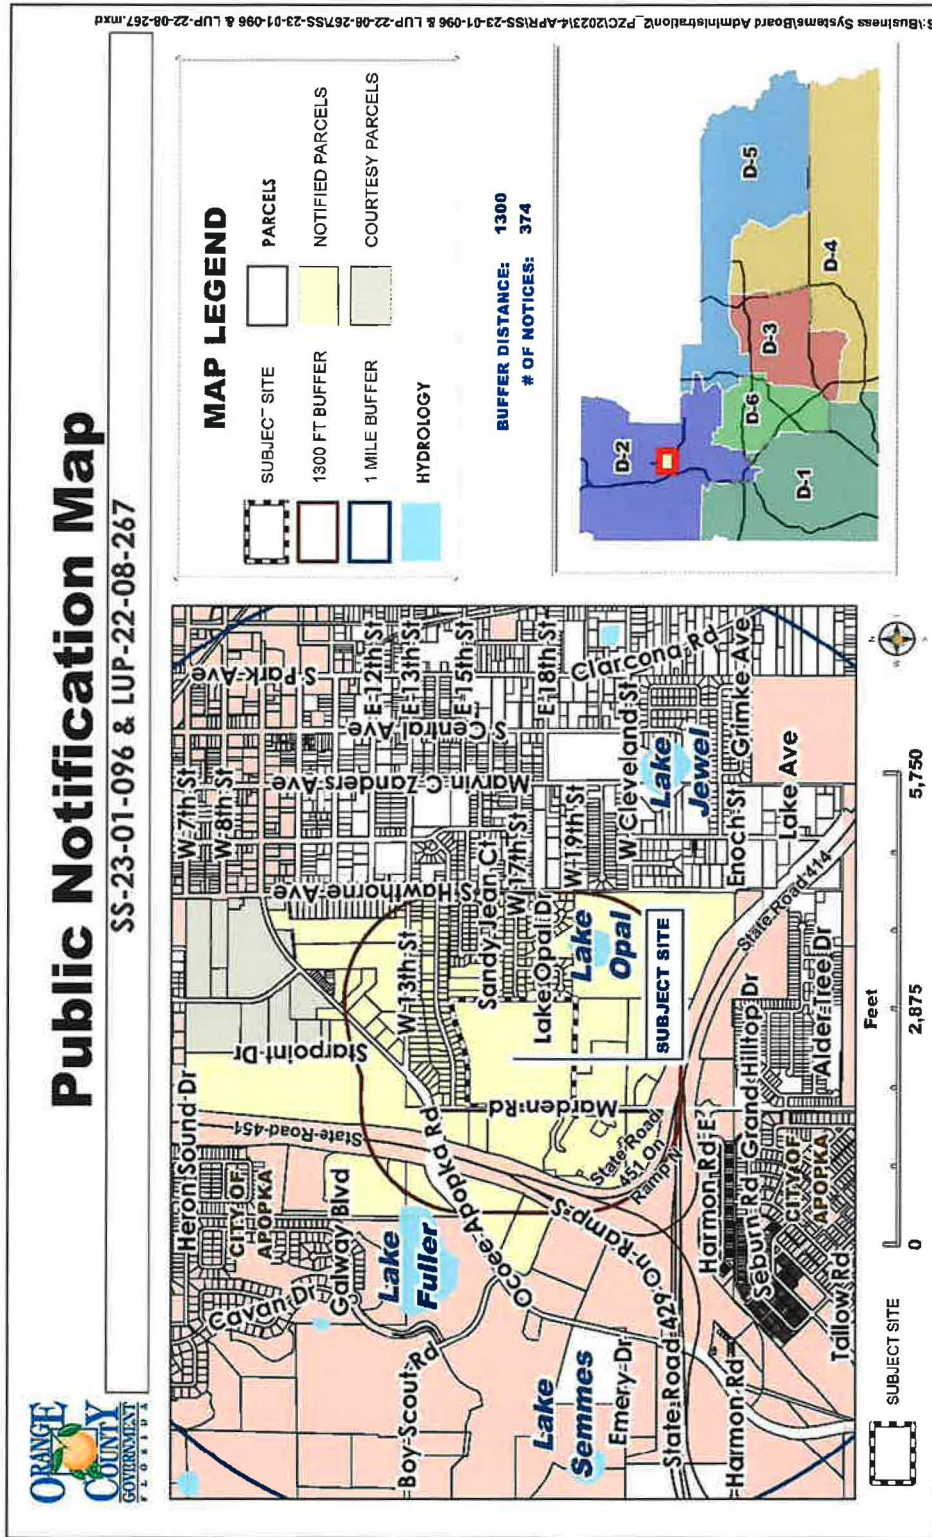 ORANGE
COUNTY
GOVERNMENT
FLORIDA
Public Notification Map
SS-23-01-096 & LUP-22-08-267
Heron Sound Dr
CITY OF
APOPKA
Cavan Dr
Galway Blvd
Lake
Fuller
Boy Scout Rd
Ocoee Apopka Rd
Lake
Semmes
Emery Dr
State Road 429 On Ramp S
Harmon Rd
State Road 451
Starpoint Dr
W 13th St
Marden Rd
State Road
451 On
Ramp N
Harmon Rd E
Seburn Rd
Grand Hilltop Dr
CITY OF
APOPKA
Tallow Rd
Alder Tree Dr
W 7th St
W 8th St
S Hawthorne Ave
Sandy Jean Ct
W 17th St
Lake Opal Dr
W 19th St
Lake
Opal
SUBJECT SITE
State Road 414
S Park Ave
E 12th St
E 13th St
E 15th St
S Central Ave
Marvin C Zanders Ave
E 18th St
Clarcona Rd
W Cleveland St
Lake
Jewel
Enoch St
Grimke Ave
Lake Ave
SUBJECT SITE
Feet
0 2,875 5,750
N
W
S
MAP LEGEND
SUBJECT SITE
1300 FT BUFFER
1 MILE BUFFER
HYDROLOGY
PARCELS
NOTIFIED PARCELS
COURTESY PARCELS
BUFFER DISTANCE: 1300
# OF NOTICES: 374
D-2
D-5
D-6
D-3
D-4
D-1
S:\Business Systems\Board Administration\2_PZC\2023\4-APR\SS-23-01-096 & LUP-22-08-267\SS-23-01-096 & LUP-22-08-267.mxd